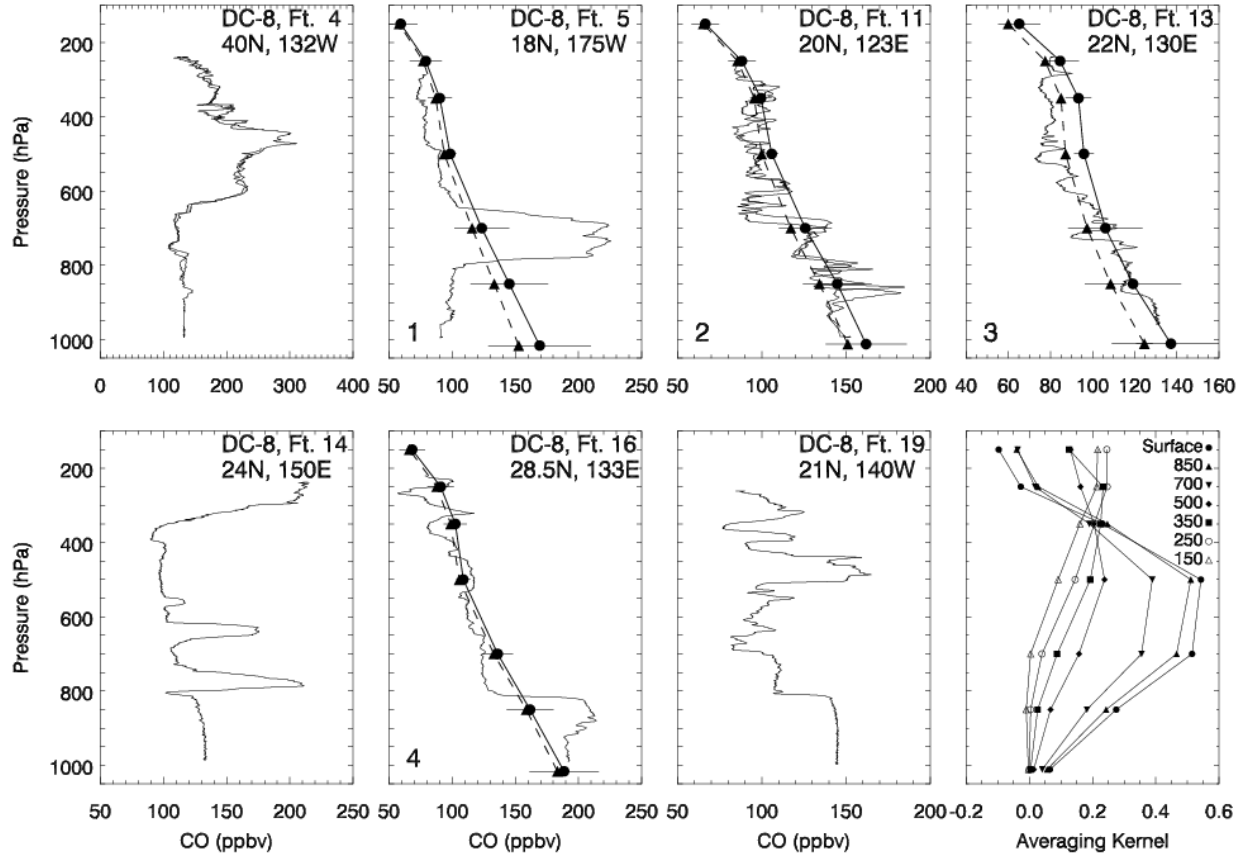 DC-8, Ft. 4
40N, 132W
DC-8, Ft. 5
18N, 175W
DC-8, Ft. 11
20N, 123E
DC-8, Ft. 13
22N, 130E
200
400
600
800
1000
Pressure (hPa)
1
2
3
0 100 200 300 400
50 100 150 200 250
50 100 150 200
40 60 80 100 120 140 160
DC-8, Ft. 14
24N, 150E
DC-8, Ft. 16
28.5N, 133E
DC-8, Ft. 19
21N, 140W
Surface
850
700
500
350
250
150
200
400
600
800
1000
Pressure (hPa)
4
50 100 150 200 250
50 100 150 200 250
50 100 150 200
-0.2 0.0 0.2 0.4 0.6
CO (ppbv)
CO (ppbv)
CO (ppbv)
Averaging Kernel